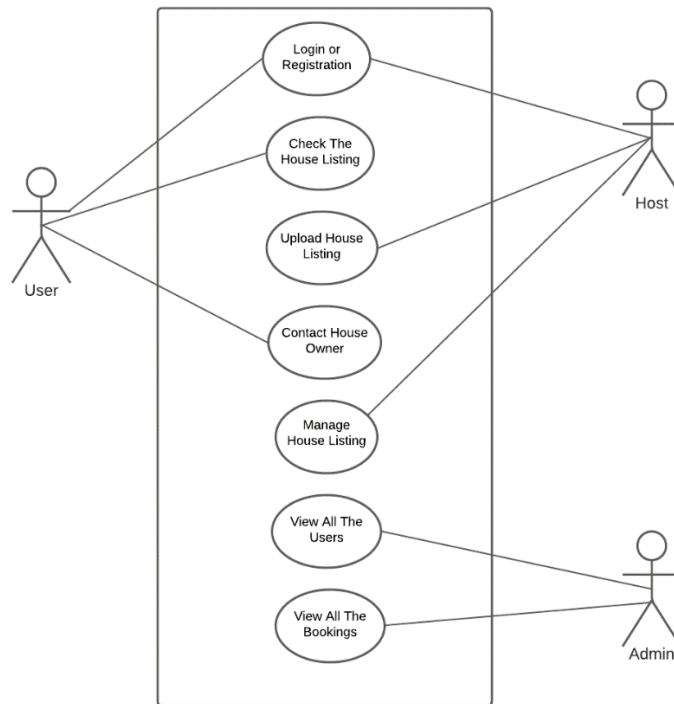 Login or
Registration
Check The
House Listing
Host
Upload House
Listing
User
Contact House
Owner
Manage
House Listing
View All The
Users
View All The
Bookings
Admin